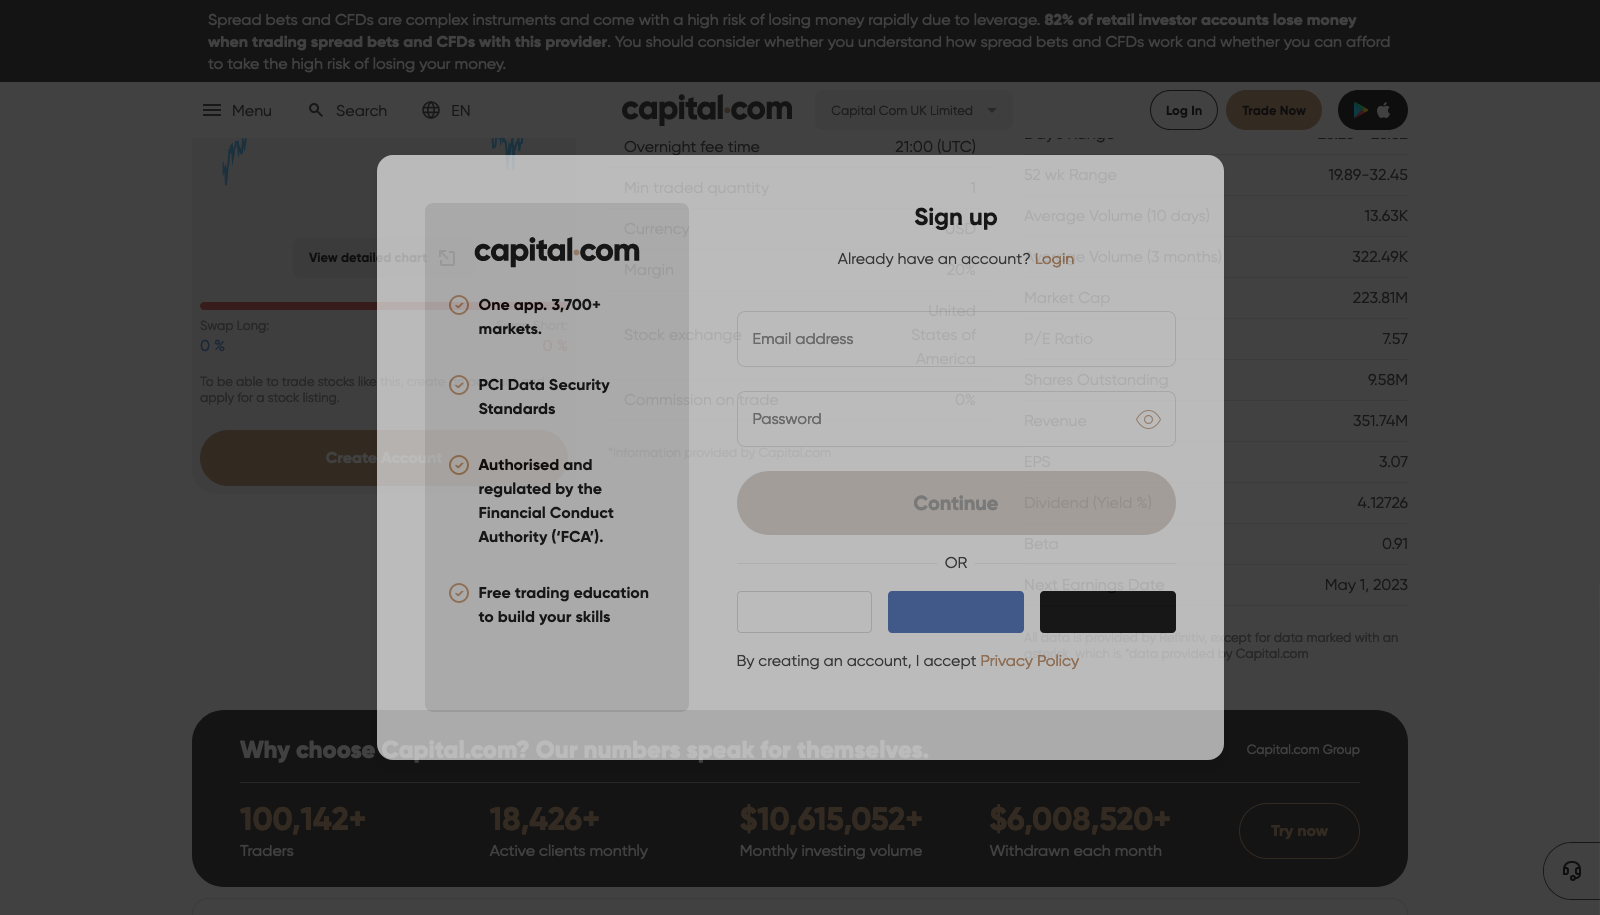 Spread bets and CFDs are complex instruments and come with a high risk of losing money rapidly due to leverage. 82% of retail investor accounts lose money
when trading spread bets and CFDs with this provider. You should consider whether you understand how spread bets and CFDs work and whether you can afford
to take the high risk of losing your money.
Menu
Search
EN
capital.com
Capital Com UK Limited
Log In
Trade Now
View detailed chart
Swap Long:
0 %
0 %
To be able to trade stocks like this, create
apply for a stock listing.
Create Account
Overnight fee time 21:00 (UTC)
Min traded quantity 1
Currency USD
Margin 20%
Stock exchange United
States of
America
Commission on trade 0%
*Information provided by Capital.com
Days Range
52 wk Range 19.89-32.45
Average Volume (10 days) 13.63K
Average Volume (3 months) 322.49K
Market Cap 223.81M
P/E Ratio 7.57
Shares Outstanding 9.58M
Revenue 351.74M
EPS 3.07
Dividend (Yield %) 4.12726
Beta 0.91
Next Earnings Date May 1, 2023
All data is provided by Refinitiv, except for data marked with an
asterisk, which is *data provided by Capital.com
capital.com
One app. 3,700+
markets.
PCI Data Security
Standards
Authorised and
regulated by the
Financial Conduct
Authority (‘FCA’).
Free trading education
to build your skills
Sign up
Already have an account? Login
Email address
Password
Continue
OR
By creating an account, I accept Privacy Policy
Why choose Capital.com? Our numbers speak for themselves.
Capital.com Group
100,142+
Traders
18,426+
Active clients monthly
$10,615,052+
Monthly investing volume
$6,008,520+
Withdrawn each month
Try now